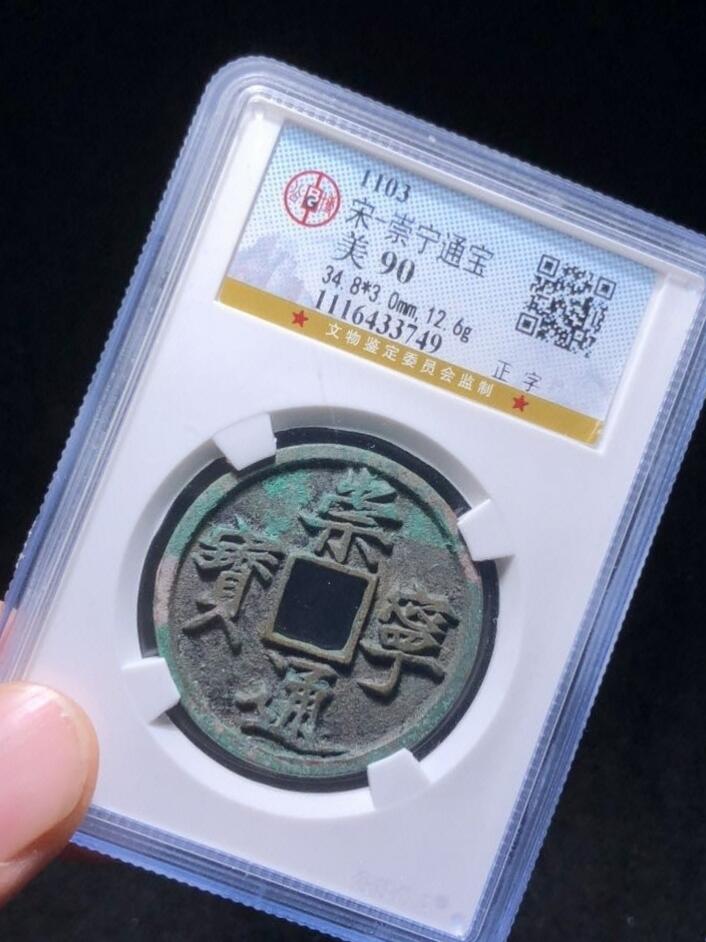 1103
宋-崇宁通宝
美 90
34.8*3.0mm,12.6g
1116433749
正字
★ 文物鉴定委员会监制 ★
崇
寧
通
寳